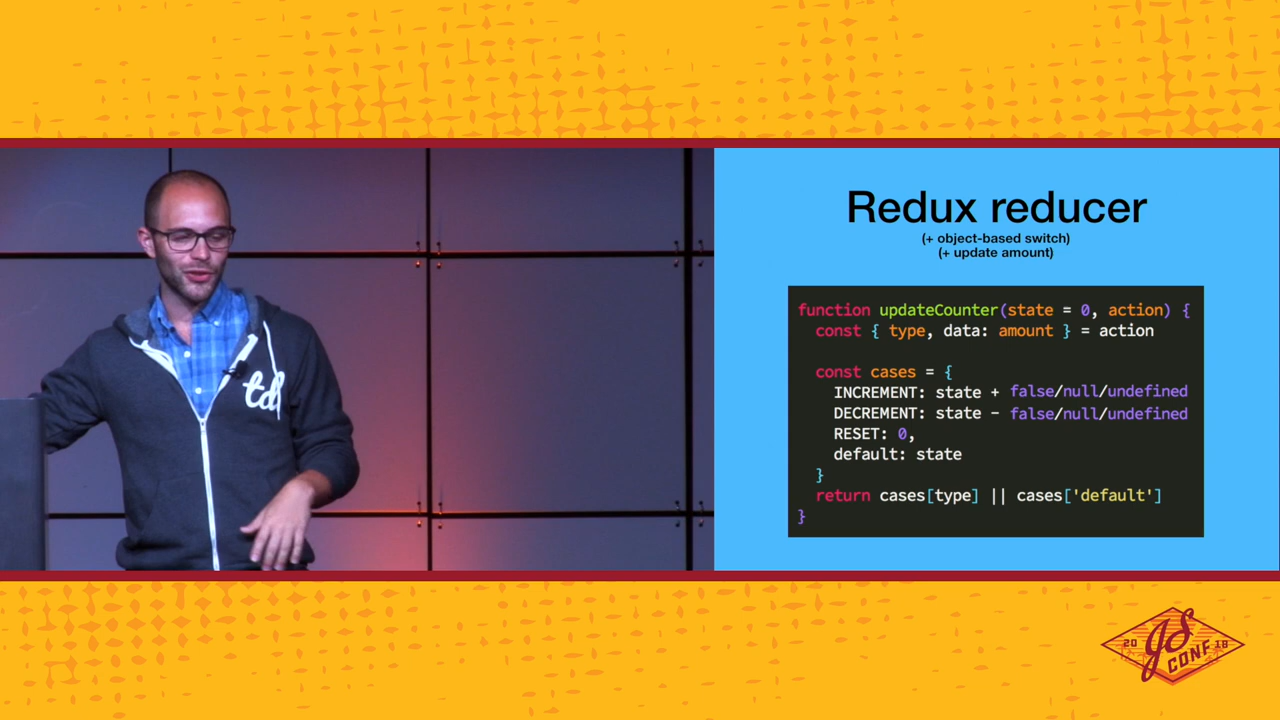 Redux reducer
(+ object-based switch)
(+ update amount)
function updateCounter(state = 0, action) {
  const { type, data: amount } = action
  const cases = {
    INCREMENT: state + false/null/undefined
    DECREMENT: state - false/null/undefined
    RESET: 0,
    default: state
  }
  return cases[type] || cases['default']
}
tdl
20 JS 18
CONF